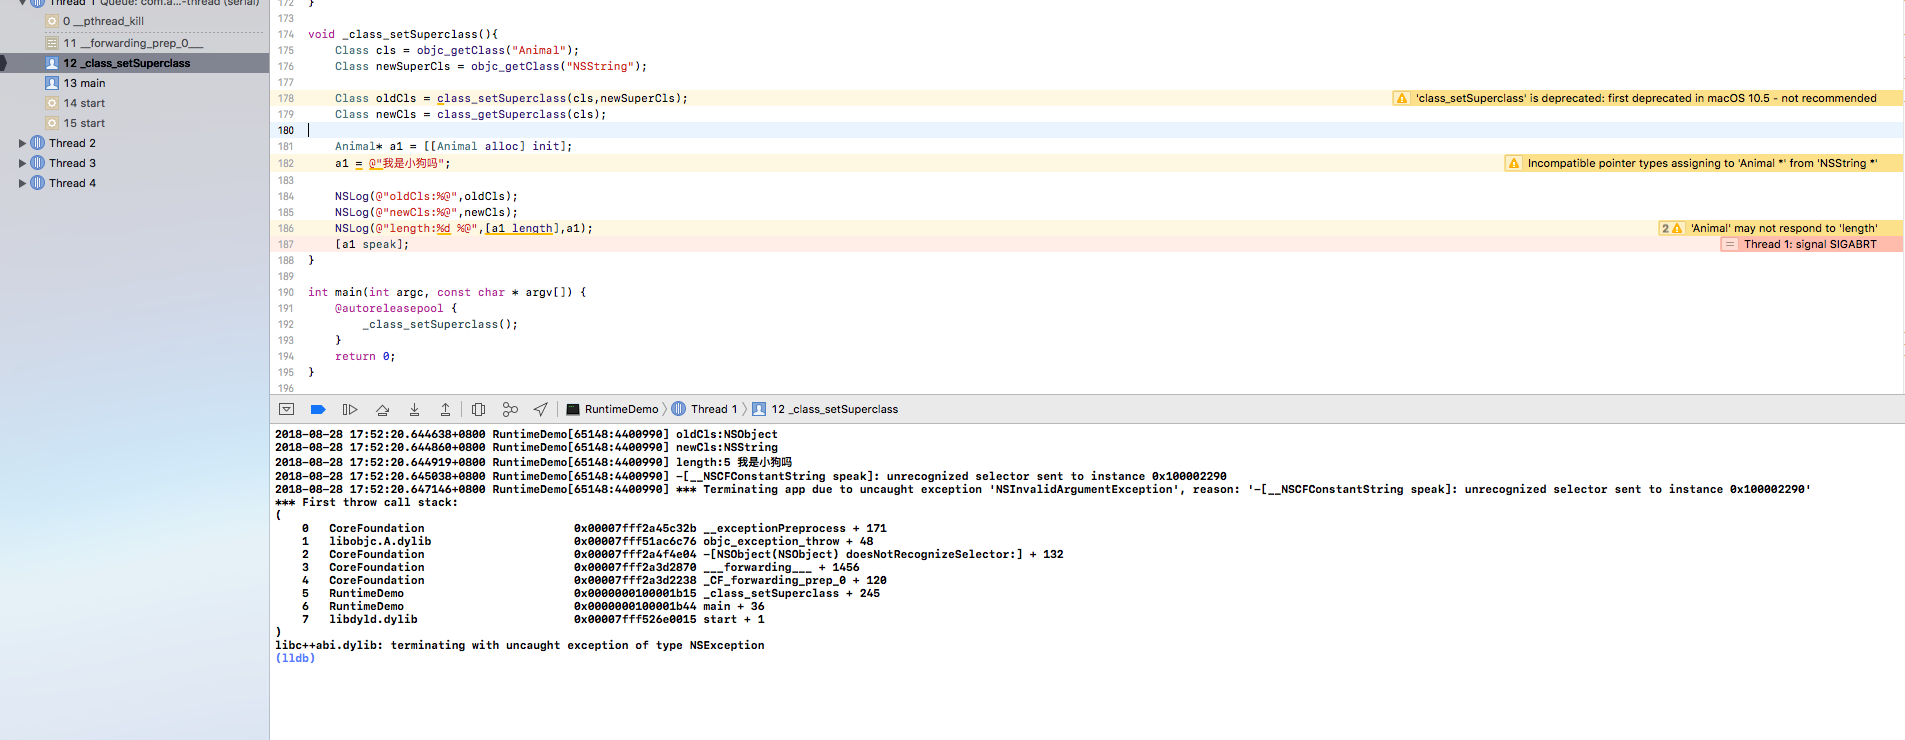 Thread 1 Queue: com.a...-thread (serial)
0 __pthread_kill
11 __forwarding_prep_0___
12 _class_setSuperclass
13 main
14 start
15 start
Thread 2
Thread 3
Thread 4
172 }
173
174 void _class_setSuperclass(){
175 Class cls = objc_getClass("Animal");
176 Class newSuperCls = objc_getClass("NSString");
177
178 Class oldCls = class_setSuperclass(cls,newSuperCls); 'class_setSuperclass' is deprecated: first deprecated in macOS 10.5 - not recommended
179 Class newCls = class_getSuperclass(cls);
180
181 Animal* a1 = [[Animal alloc] init];
182 a1 = @"我是小狗吗"; Incompatible pointer types assigning to 'Animal *' from 'NSString *'
183
184 NSLog(@"oldCls:%@",oldCls);
185 NSLog(@"newCls:%@",newCls);
186 NSLog(@"length:%d %@",[a1 length],a1); 2 'Animal' may not respond to 'length'
187 [a1 speak]; Thread 1: signal SIGABRT
188 }
189
190 int main(int argc, const char * argv[]) {
191 @autoreleasepool {
192 _class_setSuperclass();
193 }
194 return 0;
195 }
196
RuntimeDemo Thread 1 12 _class_setSuperclass
2018-08-28 17:52:20.644638+0800 RuntimeDemo[65148:4400990] oldCls:NSObject
2018-08-28 17:52:20.644860+0800 RuntimeDemo[65148:4400990] newCls:NSString
2018-08-28 17:52:20.644919+0800 RuntimeDemo[65148:4400990] length:5 我是小狗吗
2018-08-28 17:52:20.645038+0800 RuntimeDemo[65148:4400990] -[__NSCFConstantString speak]: unrecognized selector sent to instance 0x100002290
2018-08-28 17:52:20.647146+0800 RuntimeDemo[65148:4400990] *** Terminating app due to uncaught exception 'NSInvalidArgumentException', reason: '-[__NSCFConstantString speak]: unrecognized selector sent to instance 0x100002290'
*** First throw call stack:
(
0 CoreFoundation 0x00007fff2a45c32b __exceptionPreprocess + 171
1 libobjc.A.dylib 0x00007fff51ac6c76 objc_exception_throw + 48
2 CoreFoundation 0x00007fff2a4f4e04 -[NSObject(NSObject) doesNotRecognizeSelector:] + 132
3 CoreFoundation 0x00007fff2a3d2870 ___forwarding___ + 1456
4 CoreFoundation 0x00007fff2a3d2238 _CF_forwarding_prep_0 + 120
5 RuntimeDemo 0x0000000100001b15 _class_setSuperclass + 245
6 RuntimeDemo 0x0000000100001b44 main + 36
7 libdyld.dylib 0x00007fff526e0015 start + 1
)
libc++abi.dylib: terminating with uncaught exception of type NSException
(lldb)